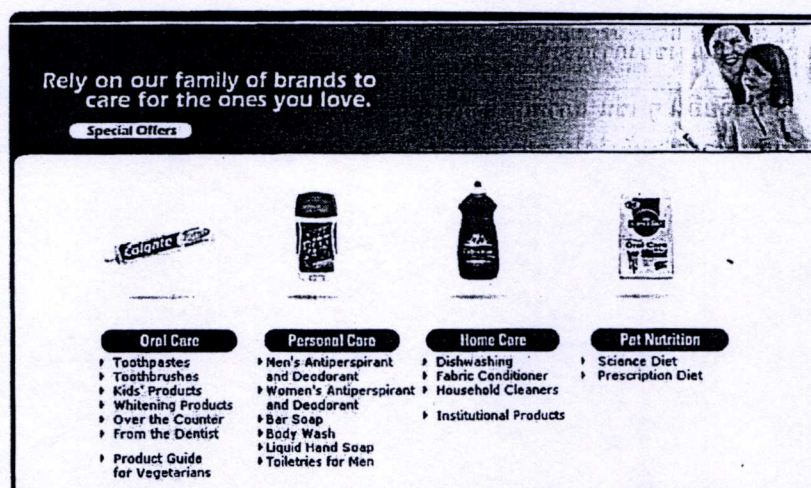 Rely on our family of brands to
care for the ones you love.
Special Offers
Colgate
Oral Care
Oral Care
Toothpastes
Toothbrushes
Kids' Products
Whitening Products
Over the Counter
From the Dentist
Product Guide
for Vegetarians
Personal Care
Men's Antiperspirant
and Deodorant
Women's Antiperspirant
and Deodorant
Bar Soap
Body Wash
Liquid Hand Soap
Toiletries for Men
Home Care
Dishwashing
Fabric Conditioner
Household Cleaners
Institutional Products
Pet Nutrition
Science Diet
Prescription Diet